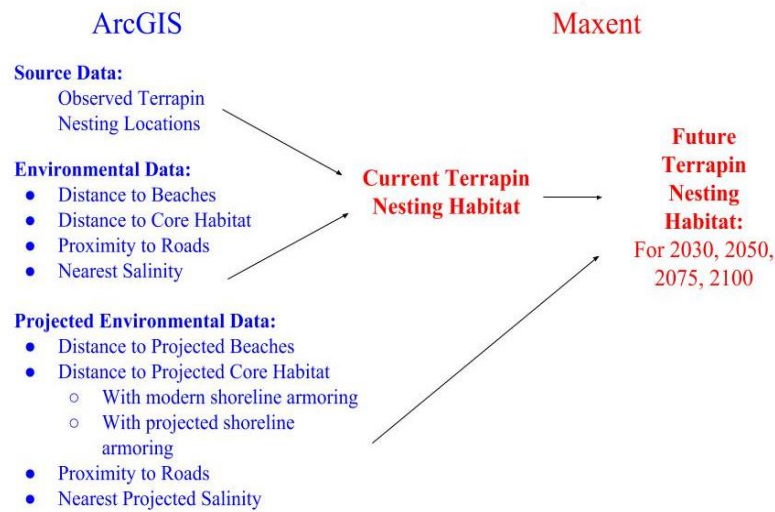 ArcGIS
Maxent
Source Data:
Observed Terrapin
Nesting Locations
Environmental Data:
● Distance to Beaches
● Distance to Core Habitat
● Proximity to Roads
● Nearest Salinity
Projected Environmental Data:
● Distance to Projected Beaches
● Distance to Projected Core Habitat
○ With modern shoreline armoring
○ With projected shoreline
armoring
● Proximity to Roads
● Nearest Projected Salinity
Current Terrapin
Nesting Habitat
Future
Terrapin
Nesting
Habitat:
For 2030, 2050,
2075, 2100